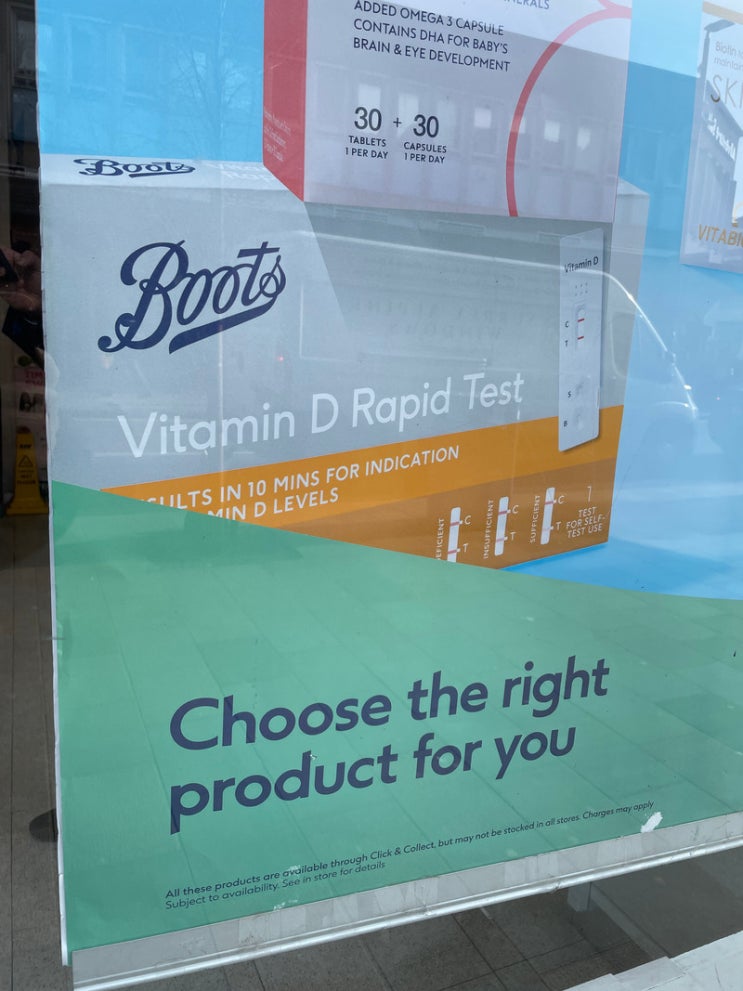 ADDED OMEGA 3 CAPSULE
CONTAINS DHA FOR BABY'S
BRAIN & EYE DEVELOPMENT
30 + 30
TABLETS CAPSULES
1 PER DAY 1 PER DAY
Boots
Boots
Vitamin D
C
T
S
B
Vitamin D Rapid Test
IN 10 MINS FOR INDICATION
D LEVELS
C
T
INSUFFICIENT
C
T
SUFFICIENT
C
T
1
TEST
FOR SELF-
TEST USE
Choose the right
product for you
All these products are available through Click & Collect, but may not be stocked in all stores. Charges may apply
Subject to availability. See in store for details